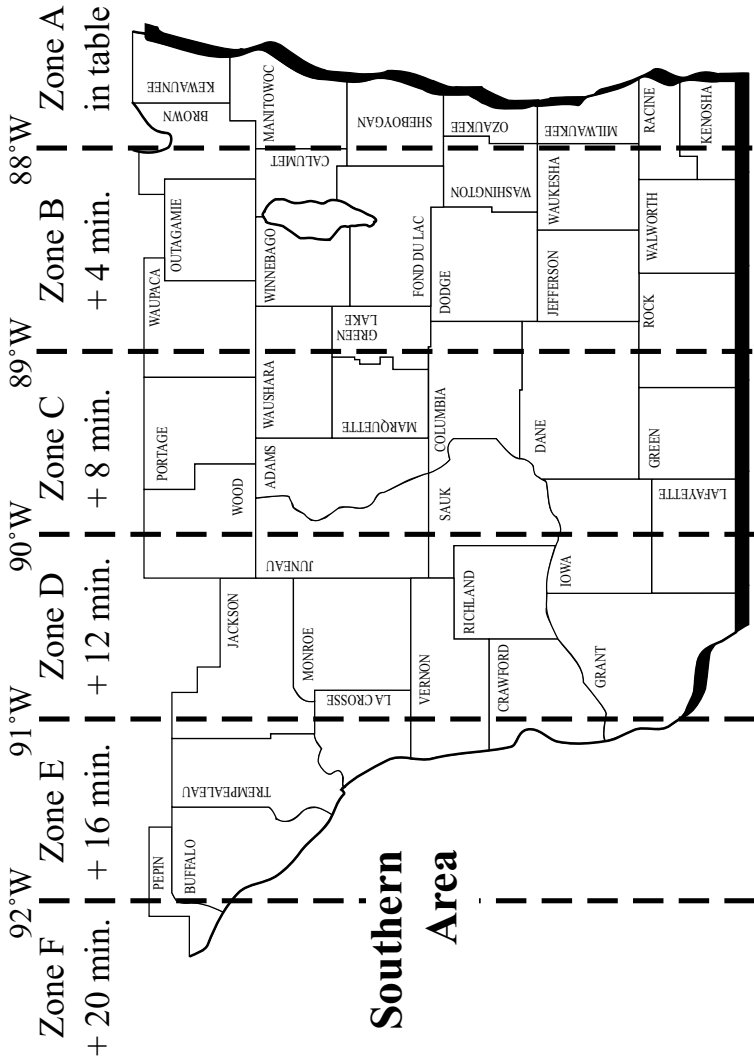 92°W 91°W 90°W 89°W 88°W
Zone F Zone E Zone D Zone C Zone B Zone A
+ 20 min. + 16 min. + 12 min. + 8 min. + 4 min. in table
PEPIN
BUFFALO
TREMPEALEAU
JACKSON
WOOD
PORTAGE
WAUPACA
OUTAGAMIE
BROWN
KEWAUNEE
LA CROSSE
MONROE
JUNEAU
ADAMS
WAUSHARA
WINNEBAGO
CALUMET
MANITOWOC
MARQUETTE
GREEN
LAKE
FOND DU LAC
SHEBOYGAN
VERNON
RICHLAND
SAUK
COLUMBIA
DODGE
WASHINGTON
OZAUKEE
CRAWFORD
DANE
JEFFERSON
WAUKESHA
MILWAUKEE
GRANT
IOWA
LAFAYETTE
GREEN
ROCK
WALWORTH
RACINE
KENOSHA
Southern
Area